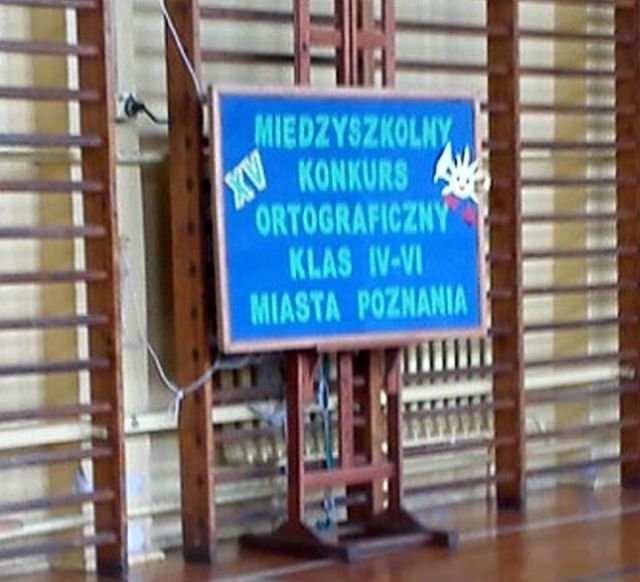 MIĘDZYSZKOLNY
XV KONKURS
ORTOGRAFICZNY
KLAS IV-VI
MIASTA POZNANIA